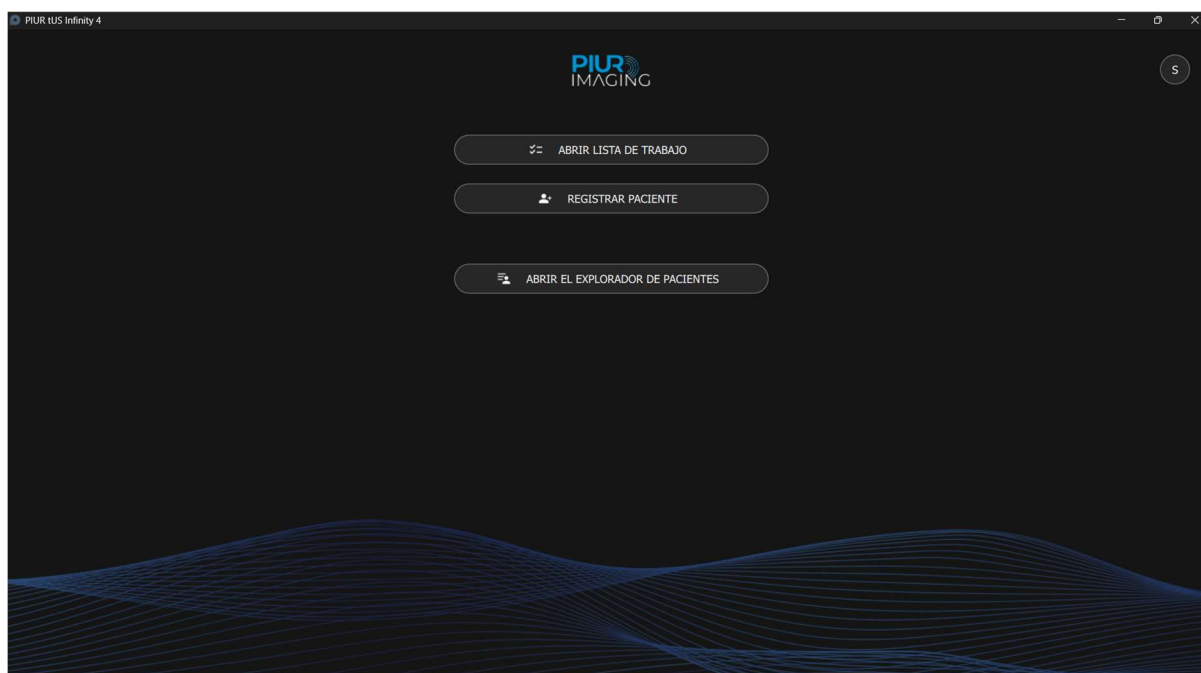 PIUR tUS Infinity 4
PIUR
IMAGING
S
ABRIR LISTA DE TRABAJO
REGISTRAR PACIENTE
ABRIR EL EXPLORADOR DE PACIENTES